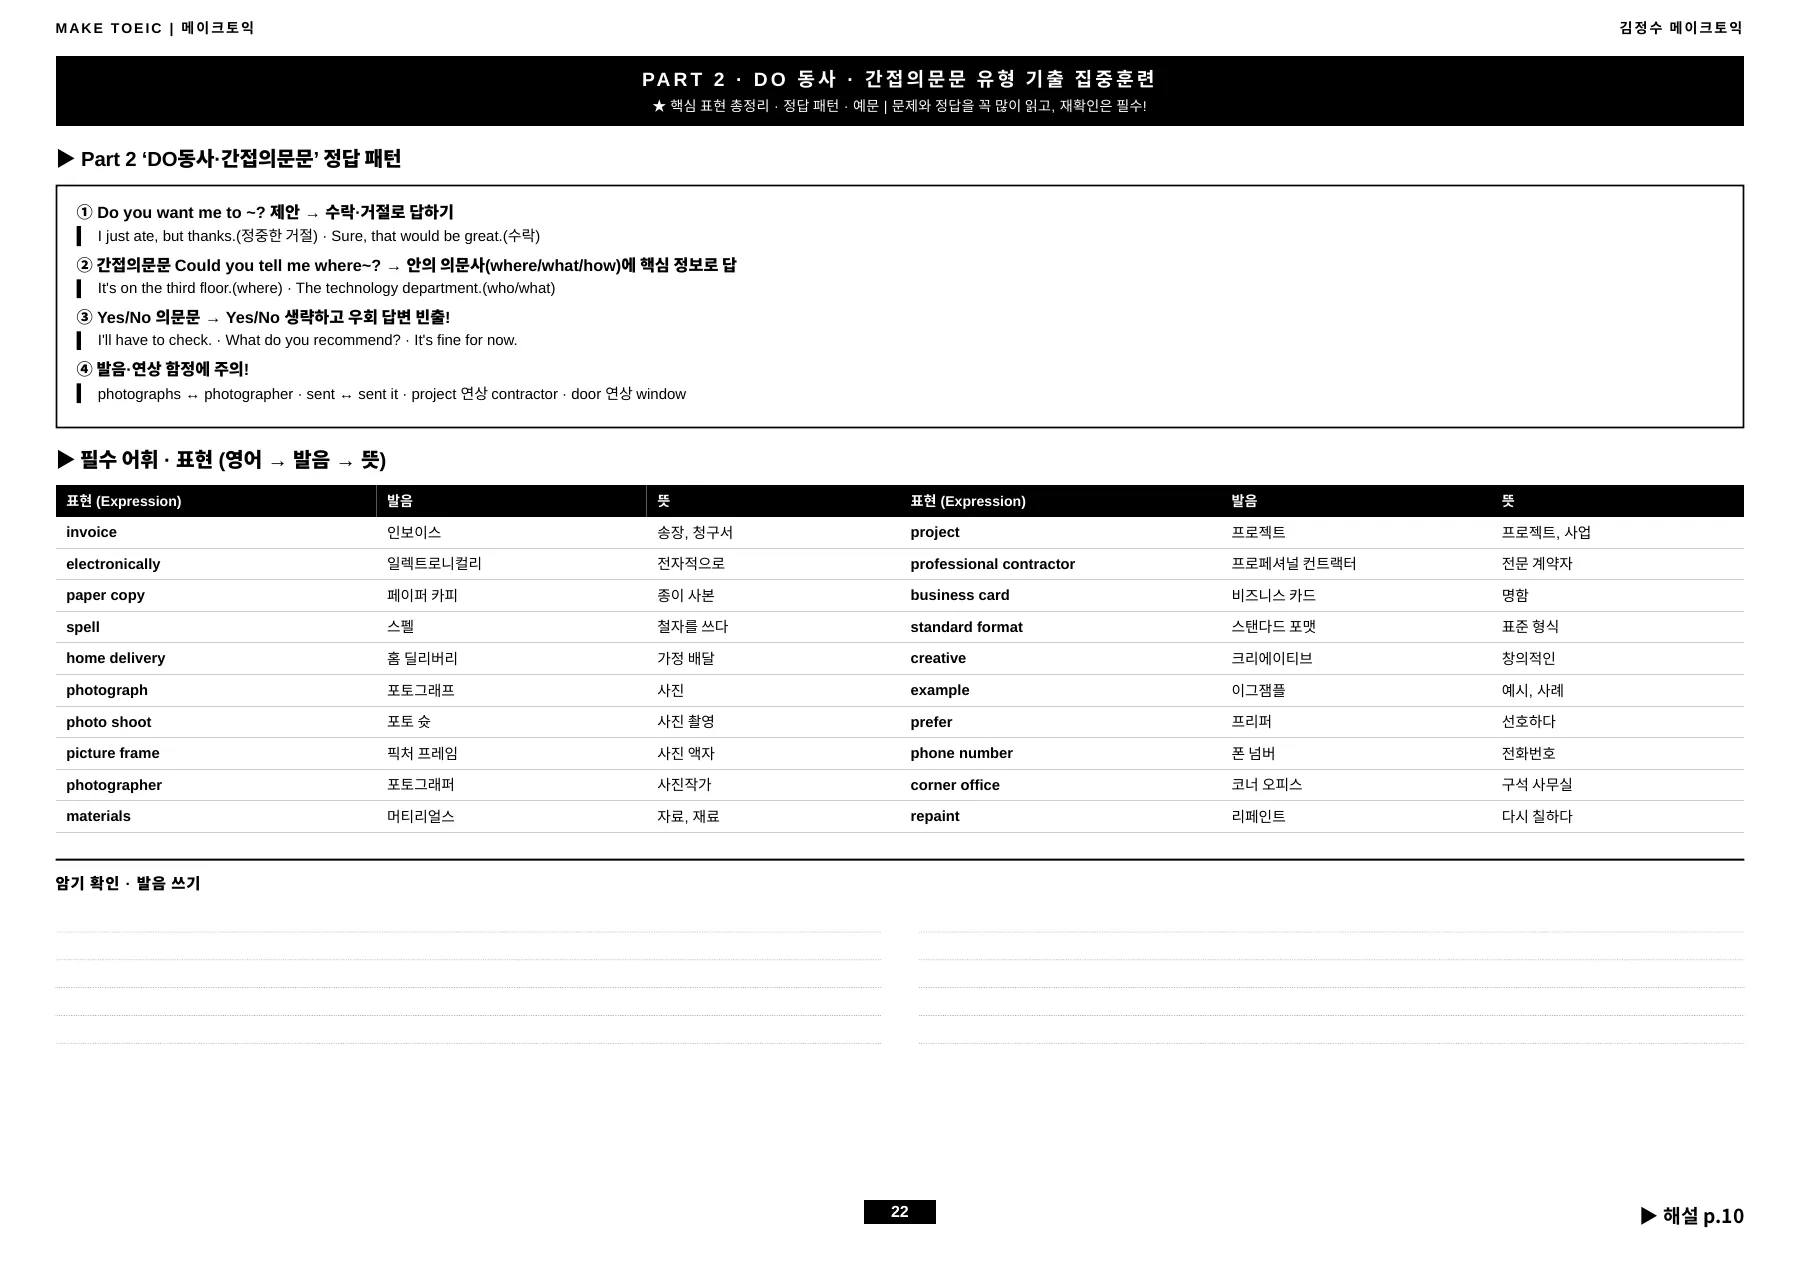 MAKE TOEIC | 메이크토익
김정수 메이크토익
PART 2 · DO 동사 · 간접의문문 유형 기출 집중훈련
★ 핵심 표현 총정리 · 정답 패턴 · 예문 | 문제와 정답을 꼭 많이 읽고, 재확인은 필수!
▶ Part 2 ‘DO동사·간접의문문’ 정답 패턴
① Do you want me to ~? 제안 → 수락·거절로 답하기
I just ate, but thanks.(정중한 거절) · Sure, that would be great.(수락)
② 간접의문문 Could you tell me where~? → 안의 의문사(where/what/how)에 핵심 정보로 답
It's on the third floor.(where) · The technology department.(who/what)
③ Yes/No 의문문 → Yes/No 생략하고 우회 답변 빈출!
I'll have to check. · What do you recommend? · It's fine for now.
④ 발음·연상 함정에 주의!
photographs ↔ photographer · sent ↔ sent it · project 연상 contractor · door 연상 window
▶ 필수 어휘 · 표현 (영어 → 발음 → 뜻)
표현 (Expression) 발음 뜻 표현 (Expression) 발음 뜻
invoice 인보이스 송장, 청구서 project 프로젝트 프로젝트, 사업
electronically 일렉트로니컬리 전자적으로 professional contractor 프로페셔널 컨트랙터 전문 계약자
paper copy 페이퍼 카피 종이 사본 business card 비즈니스 카드 명함
spell 스펠 철자를 쓰다 standard format 스탠다드 포맷 표준 형식
home delivery 홈 딜리버리 가정 배달 creative 크리에이티브 창의적인
photograph 포토그래프 사진 example 이그잼플 예시, 사례
photo shoot 포토 슛 사진 촬영 prefer 프리퍼 선호하다
picture frame 픽처 프레임 사진 액자 phone number 폰 넘버 전화번호
photographer 포토그래퍼 사진작가 corner office 코너 오피스 구석 사무실
materials 머티리얼스 자료, 재료 repaint 리페인트 다시 칠하다
암기 확인 · 발음 쓰기
22
▶ 해설 p.10